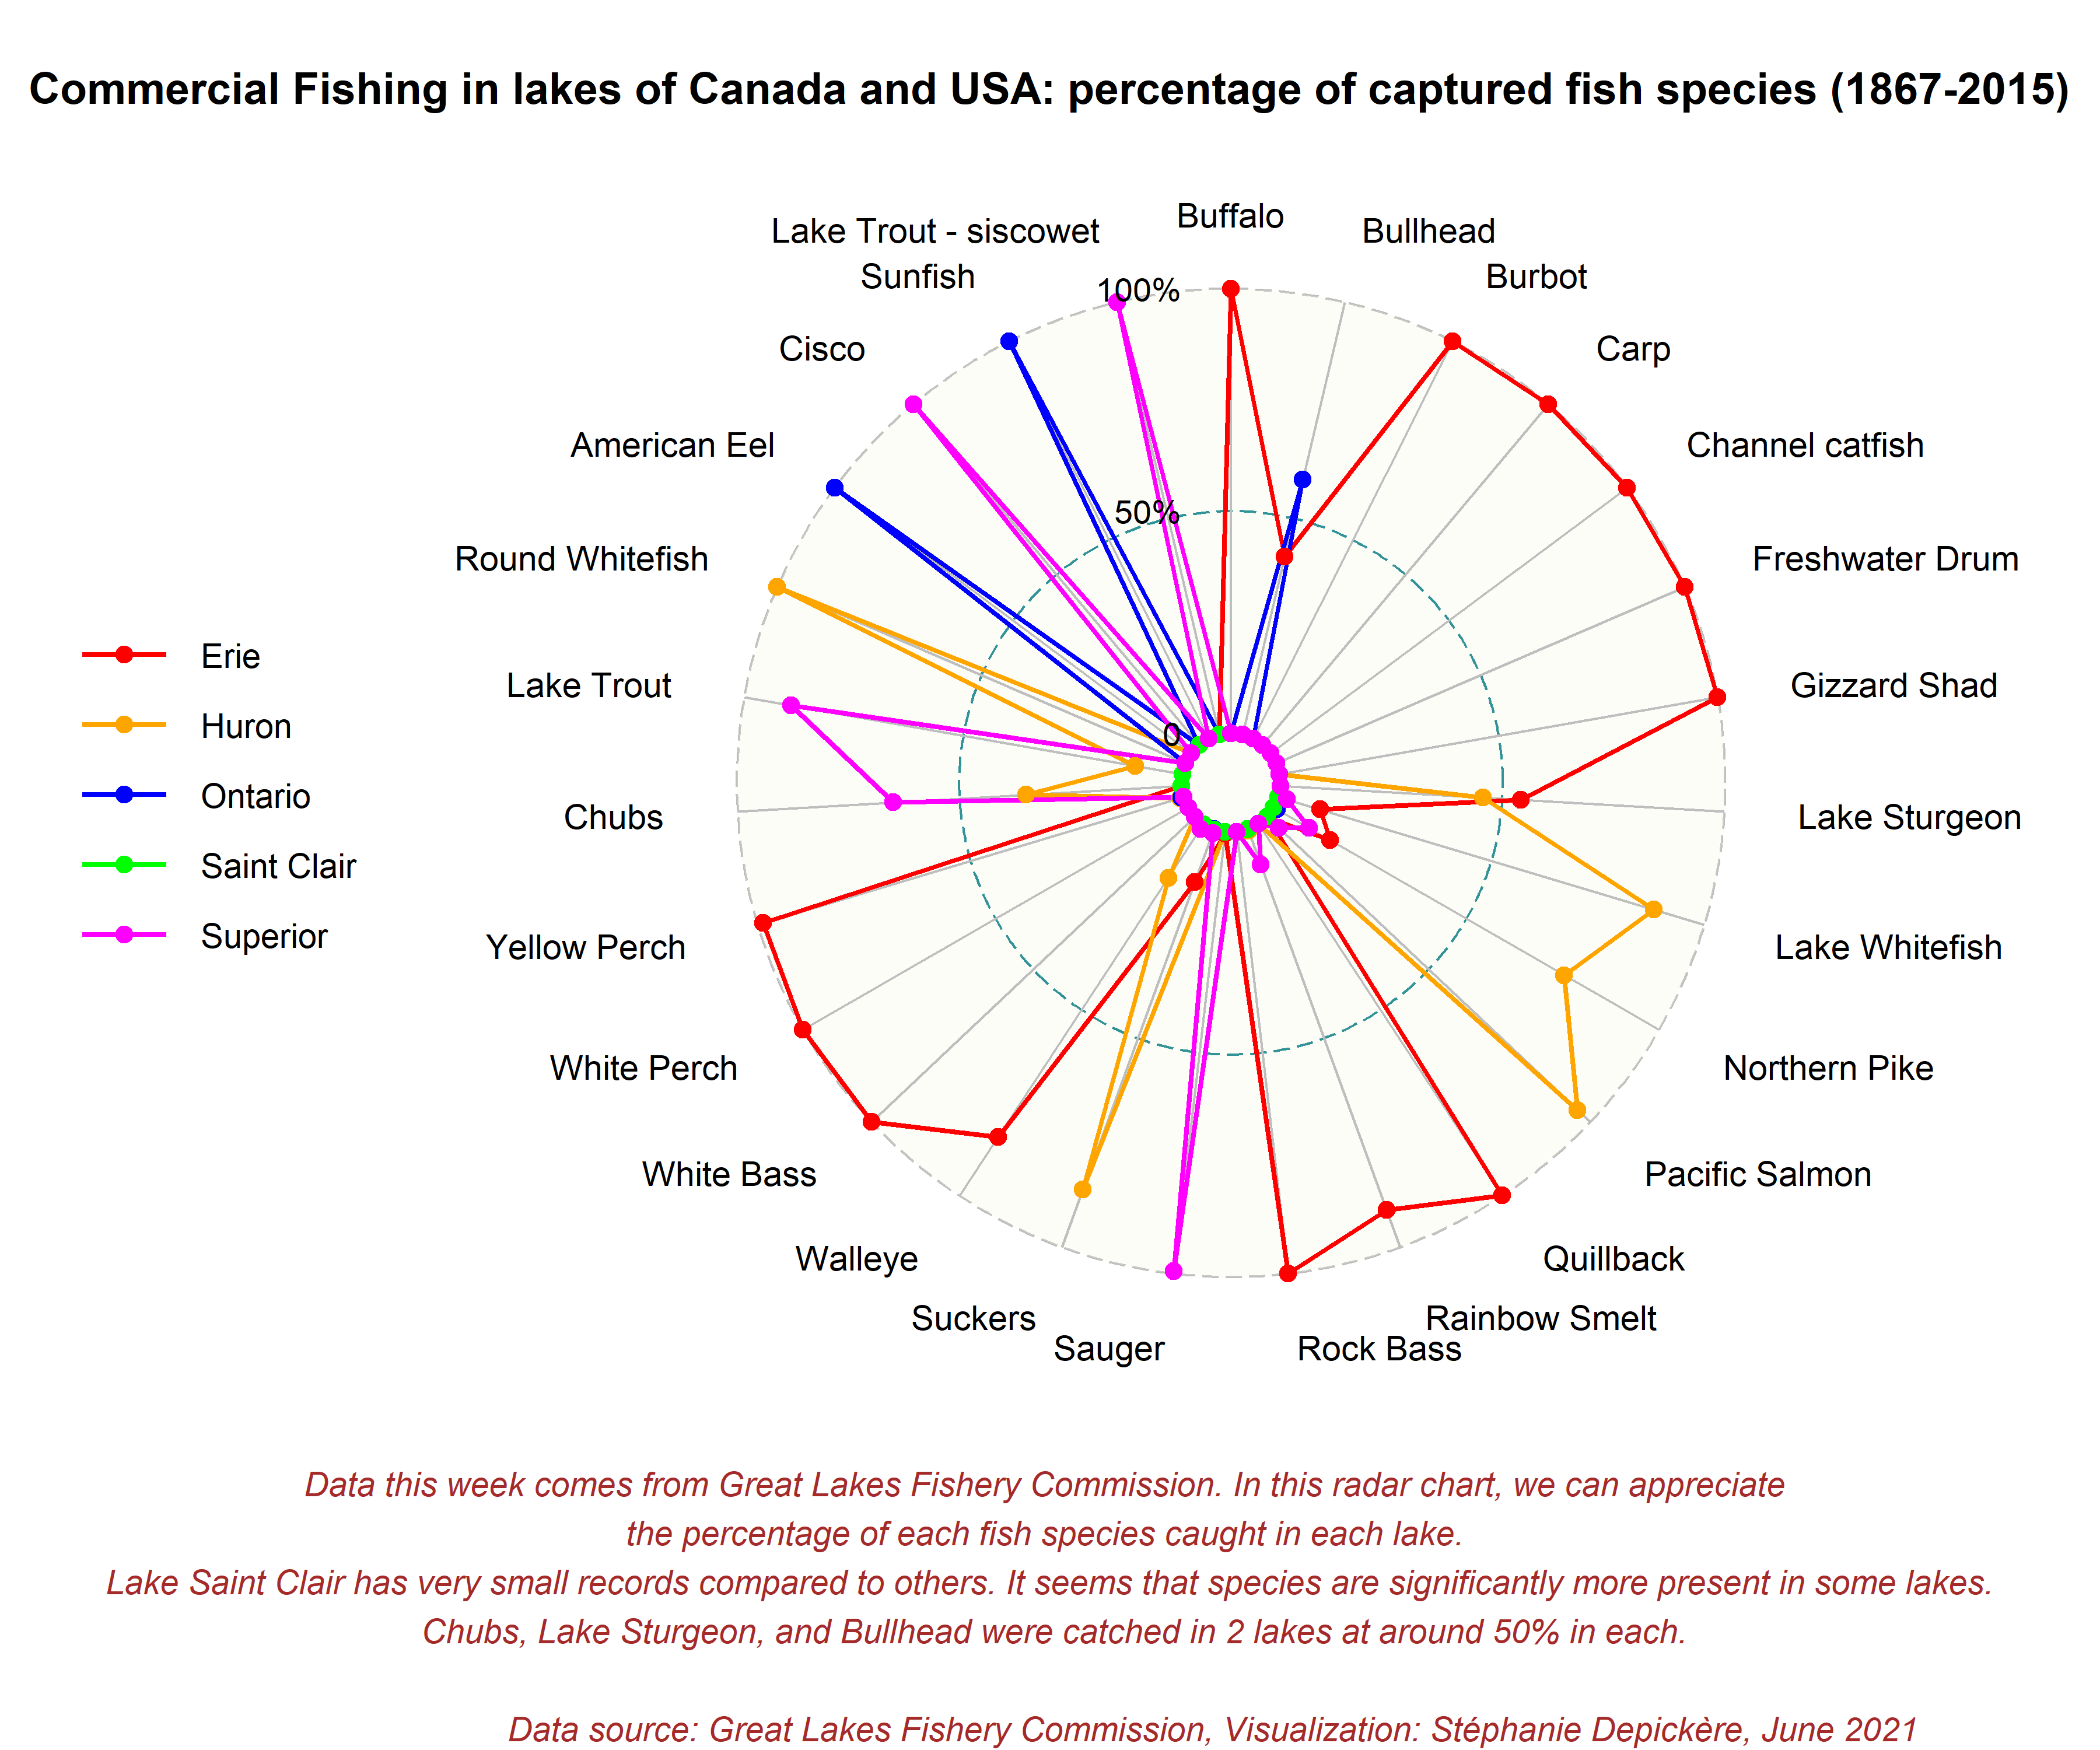 Commercial Fishing in lakes of Canada and USA: percentage of captured fish species (1867-2015)
Buffalo
Lake Trout - siscowet
Bullhead
Sunfish
Burbot
100%
Cisco
Carp
American Eel
Channel catfish
50%
Round Whitefish
Freshwater Drum
Erie
Lake Trout
Gizzard Shad
Huron
0
Ontario
Chubs
Lake Sturgeon
Saint Clair
Superior
Yellow Perch
Lake Whitefish
White Perch
Northern Pike
White Bass
Pacific Salmon
Walleye
Quillback
Suckers
Rainbow Smelt
Sauger
Rock Bass
Data this week comes from Great Lakes Fishery Commission. In this radar chart, we can appreciate
the percentage of each fish species caught in each lake.
Lake Saint Clair has very small records compared to others. It seems that species are significantly more present in some lakes.
Chubs, Lake Sturgeon, and Bullhead were catched in 2 lakes at around 50% in each.
Data source: Great Lakes Fishery Commission, Visualization: Stéphanie Depickère, June 2021